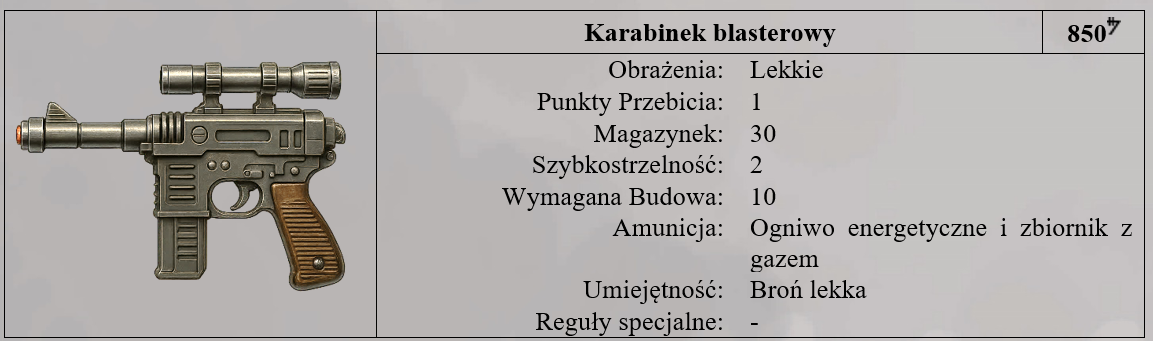 Karabinek blasterowy 850
Obrażenia: Lekkie
Punkty Przebicia: 1
Magazynek: 30
Szybkostrzelność: 2
Wymagana Budowa: 10
Amunicja: Ogniwo energetyczne i zbiornik z
gazem
Umiejętność: Broń lekka
Reguły specjalne: -